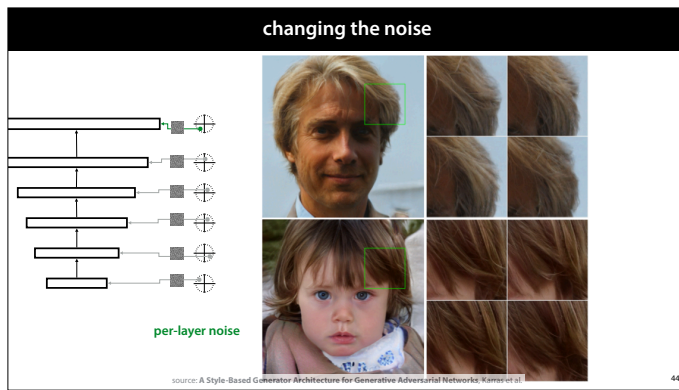 changing the noise
per-layer noise
source: A Style-Based Generator Architecture for Generative Adversarial Networks, Karras et al.
44